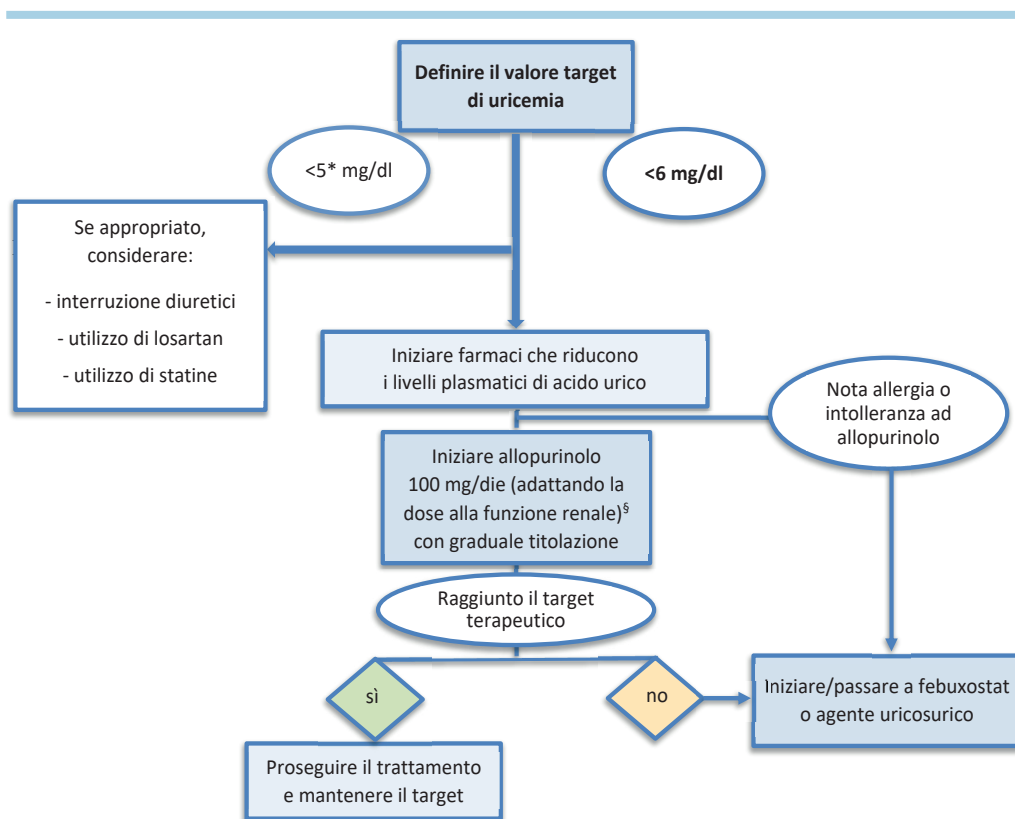 Definire il valore target
di uricemia
<5* mg/dl
<6 mg/dl
Se appropriato,
considerare:
- interruzione diuretici
- utilizzo di losartan
- utilizzo di statine
Iniziare farmaci che riducono
i livelli plasmatici di acido urico
Nota allergia o
intolleranza ad
allopurinolo
Iniziare allopurinolo
100 mg/die (adattando la
dose alla funzione renale)§
con graduale titolazione
Raggiunto il target
terapeutico
sì
no
Iniziare/passare a febuxostat
o agente uricosurico
Proseguire il trattamento
e mantenere il target